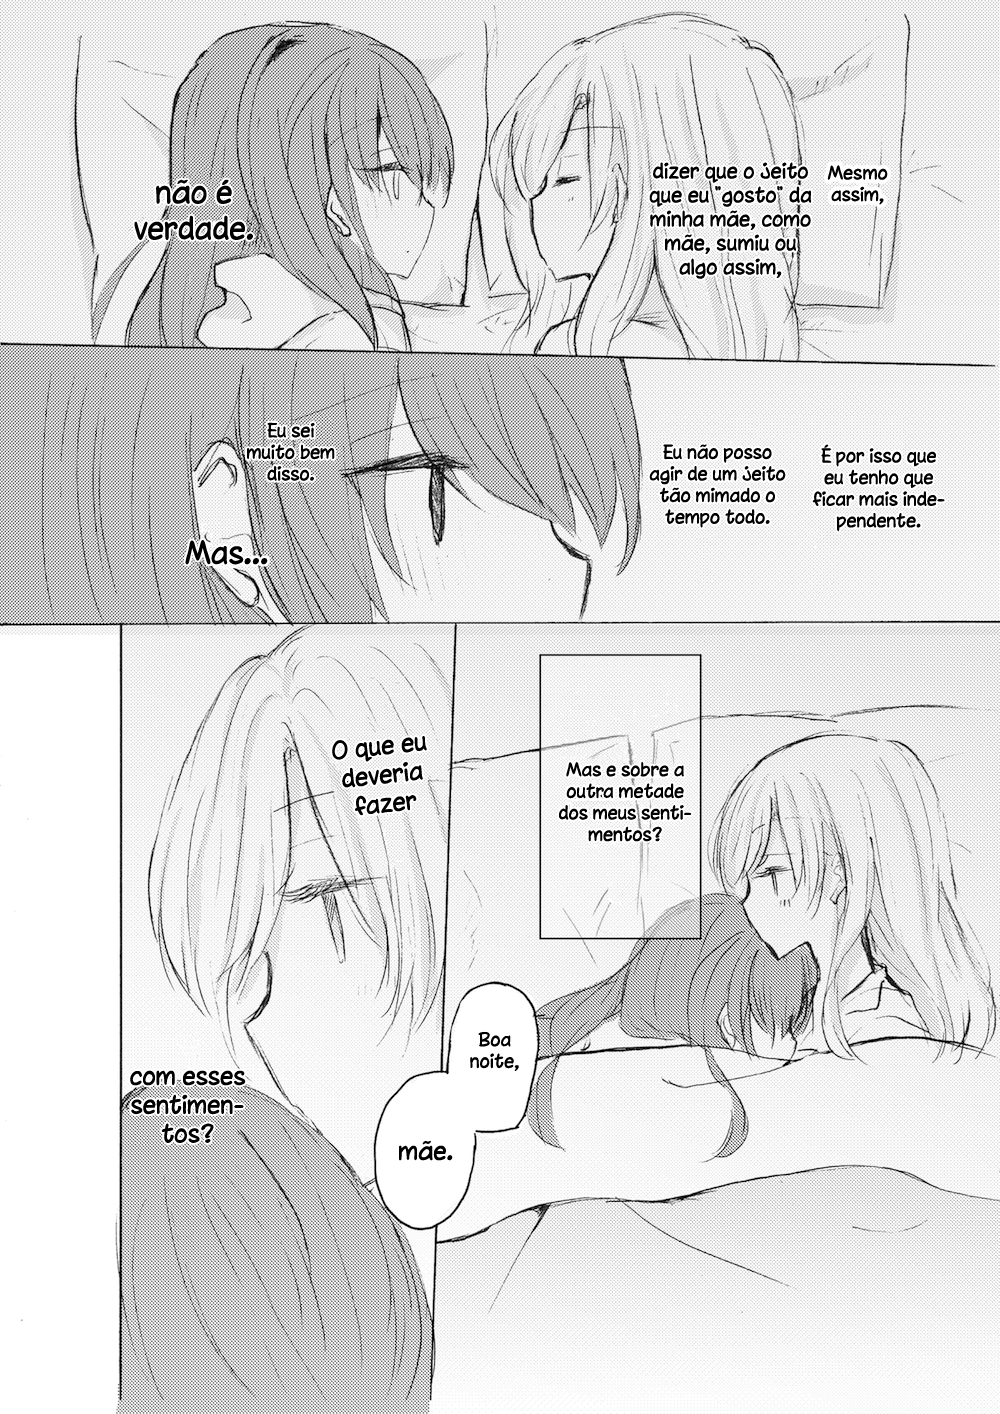 Mesmo
assim,
dizer que o jeito
que eu "gosto" da
minha mãe, como
mãe, sumiu ou
algo assim,
não é
verdade.
É por isso que
eu tenho que
ficar mais inde-
pendente.
Eu não posso
agir de um jeito
tão mimado o
tempo todo.
Eu sei
muito bem
disso.
Mas...
Mas e sobre a
outra metade
dos meus senti-
mentos?
Boa
noite,
mãe.
O que eu
deveria
fazer
com esses
sentimen-
tos?